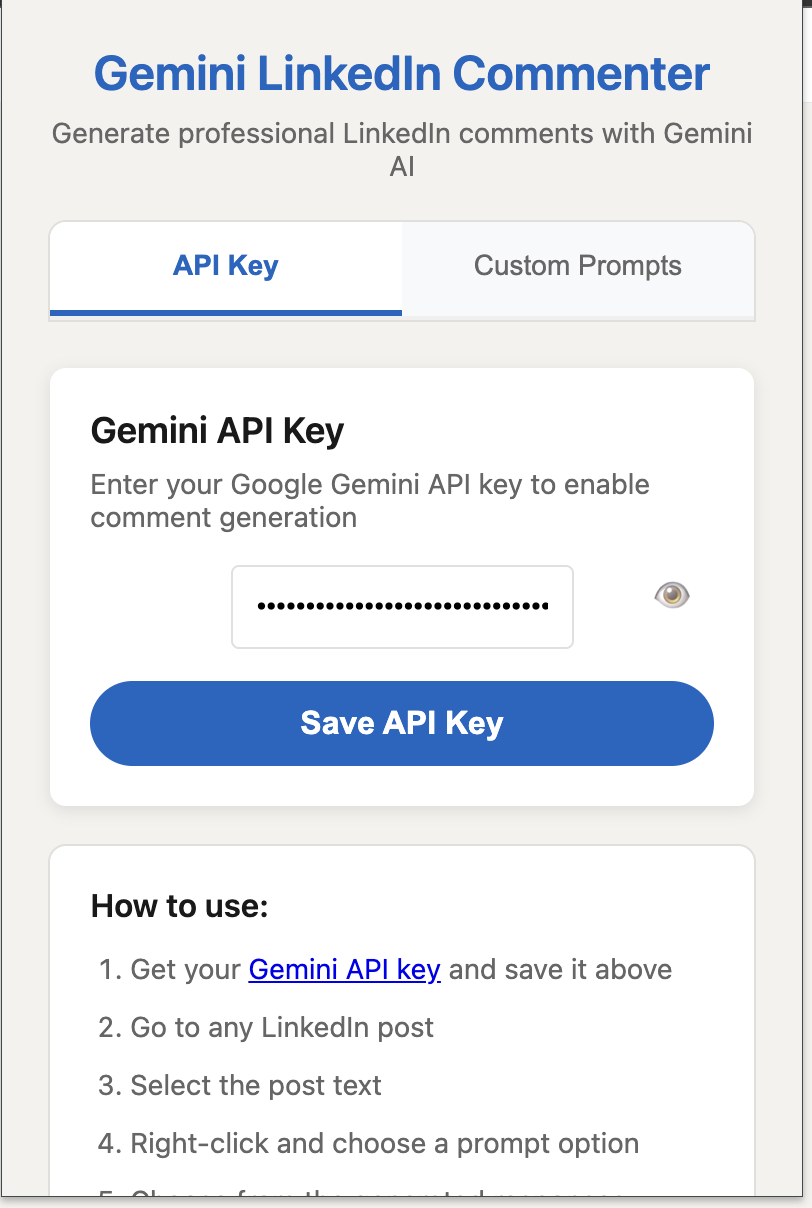 Gemini LinkedIn Commenter
Generate professional LinkedIn comments with Gemini
AI
API Key
Custom Prompts
Gemini API Key
Enter your Google Gemini API key to enable
comment generation
Save API Key
How to use:
1. Get your Gemini API key and save it above
2. Go to any LinkedIn post
3. Select the post text
4. Right-click and choose a prompt option